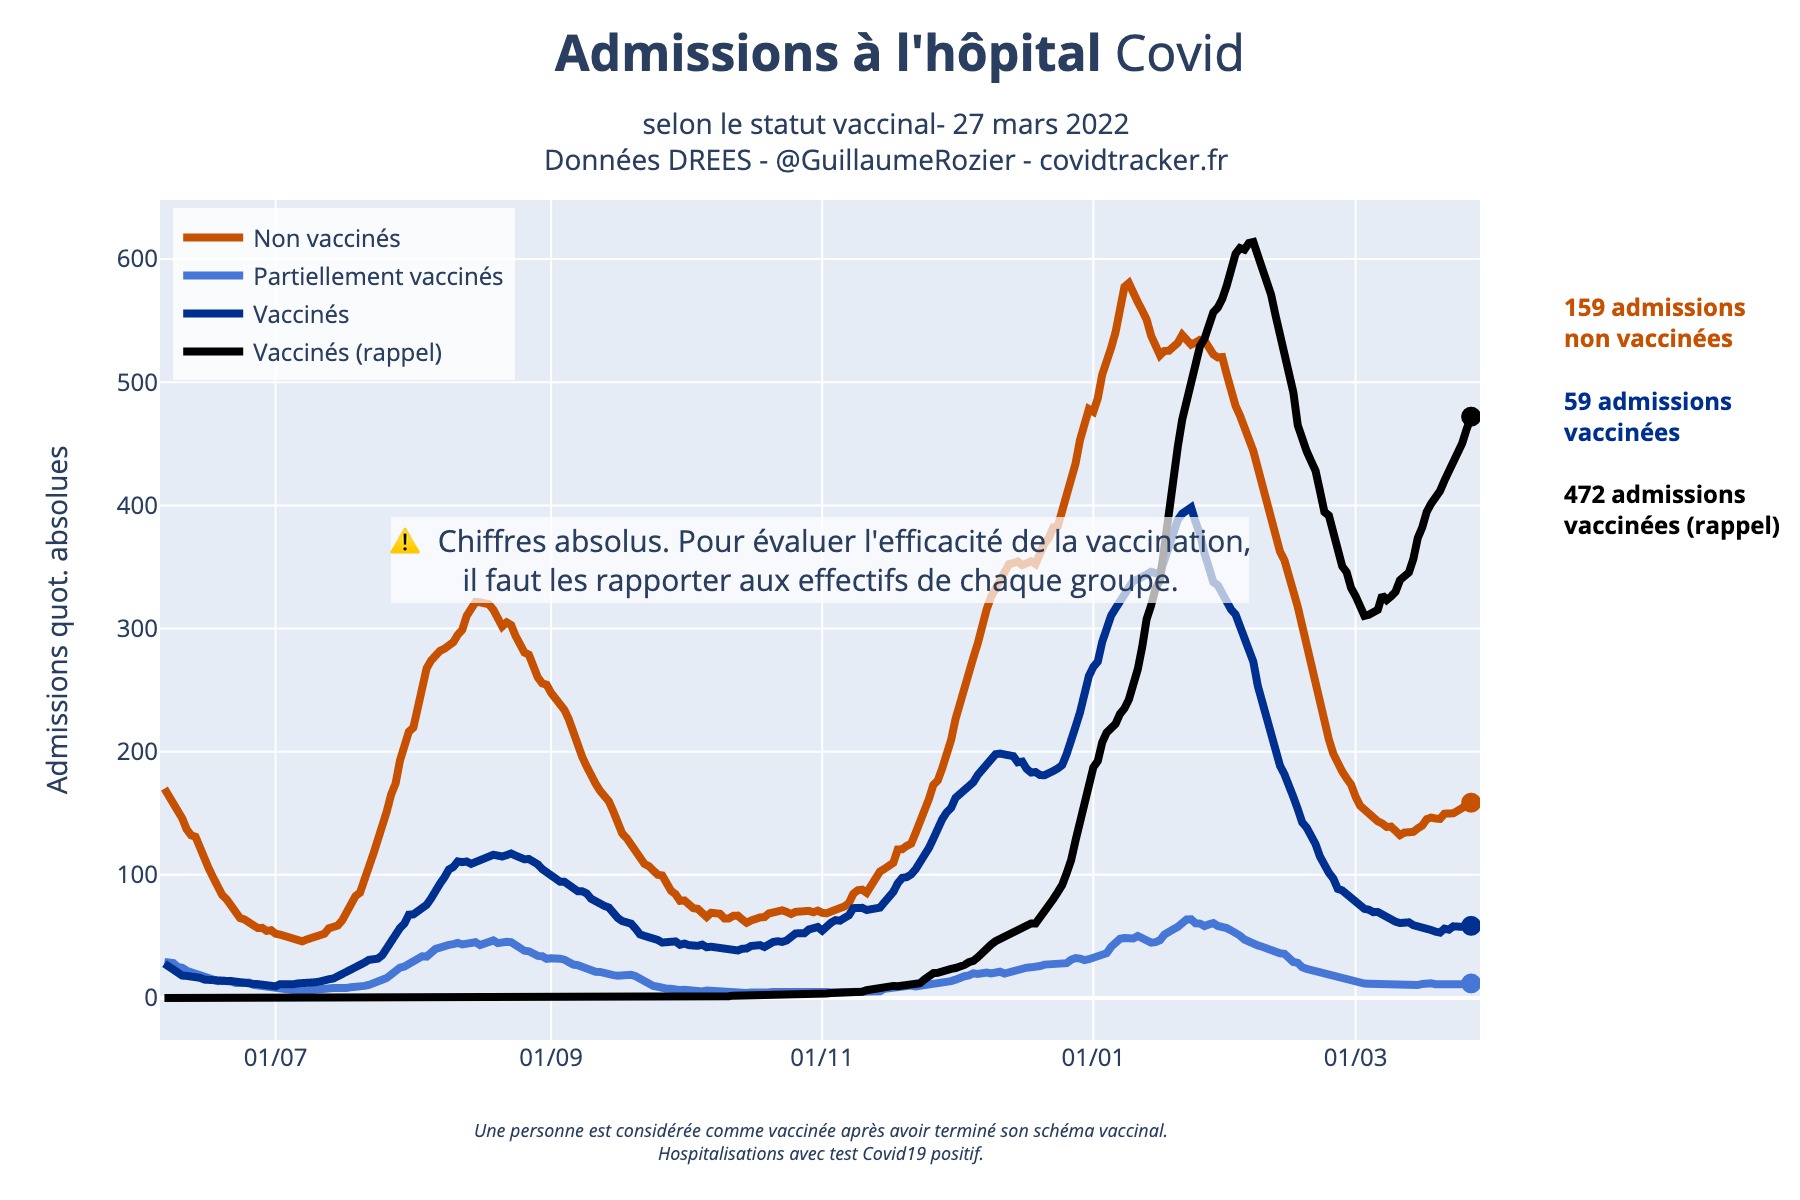 Admissions à l'hôpital Covid
selon le statut vaccinal- 27 mars 2022
Données DREES - @GuillaumeRozier - covidtracker.fr
Non vaccinés
Partiellement vaccinés
Vaccinés
Vaccinés (rappel)
Admissions quot. absolues
600
500
400
300
200
100
0
⚠️ Chiffres absolus. Pour évaluer l'efficacité de la vaccination,
il faut les rapporter aux effectifs de chaque groupe.
159 admissions
non vaccinées
59 admissions
vaccinées
472 admissions
vaccinées (rappel)
01/07 01/09 01/11 01/01 01/03
Une personne est considérée comme vaccinée après avoir terminé son schéma vaccinal.
Hospitalisations avec test Covid19 positif.